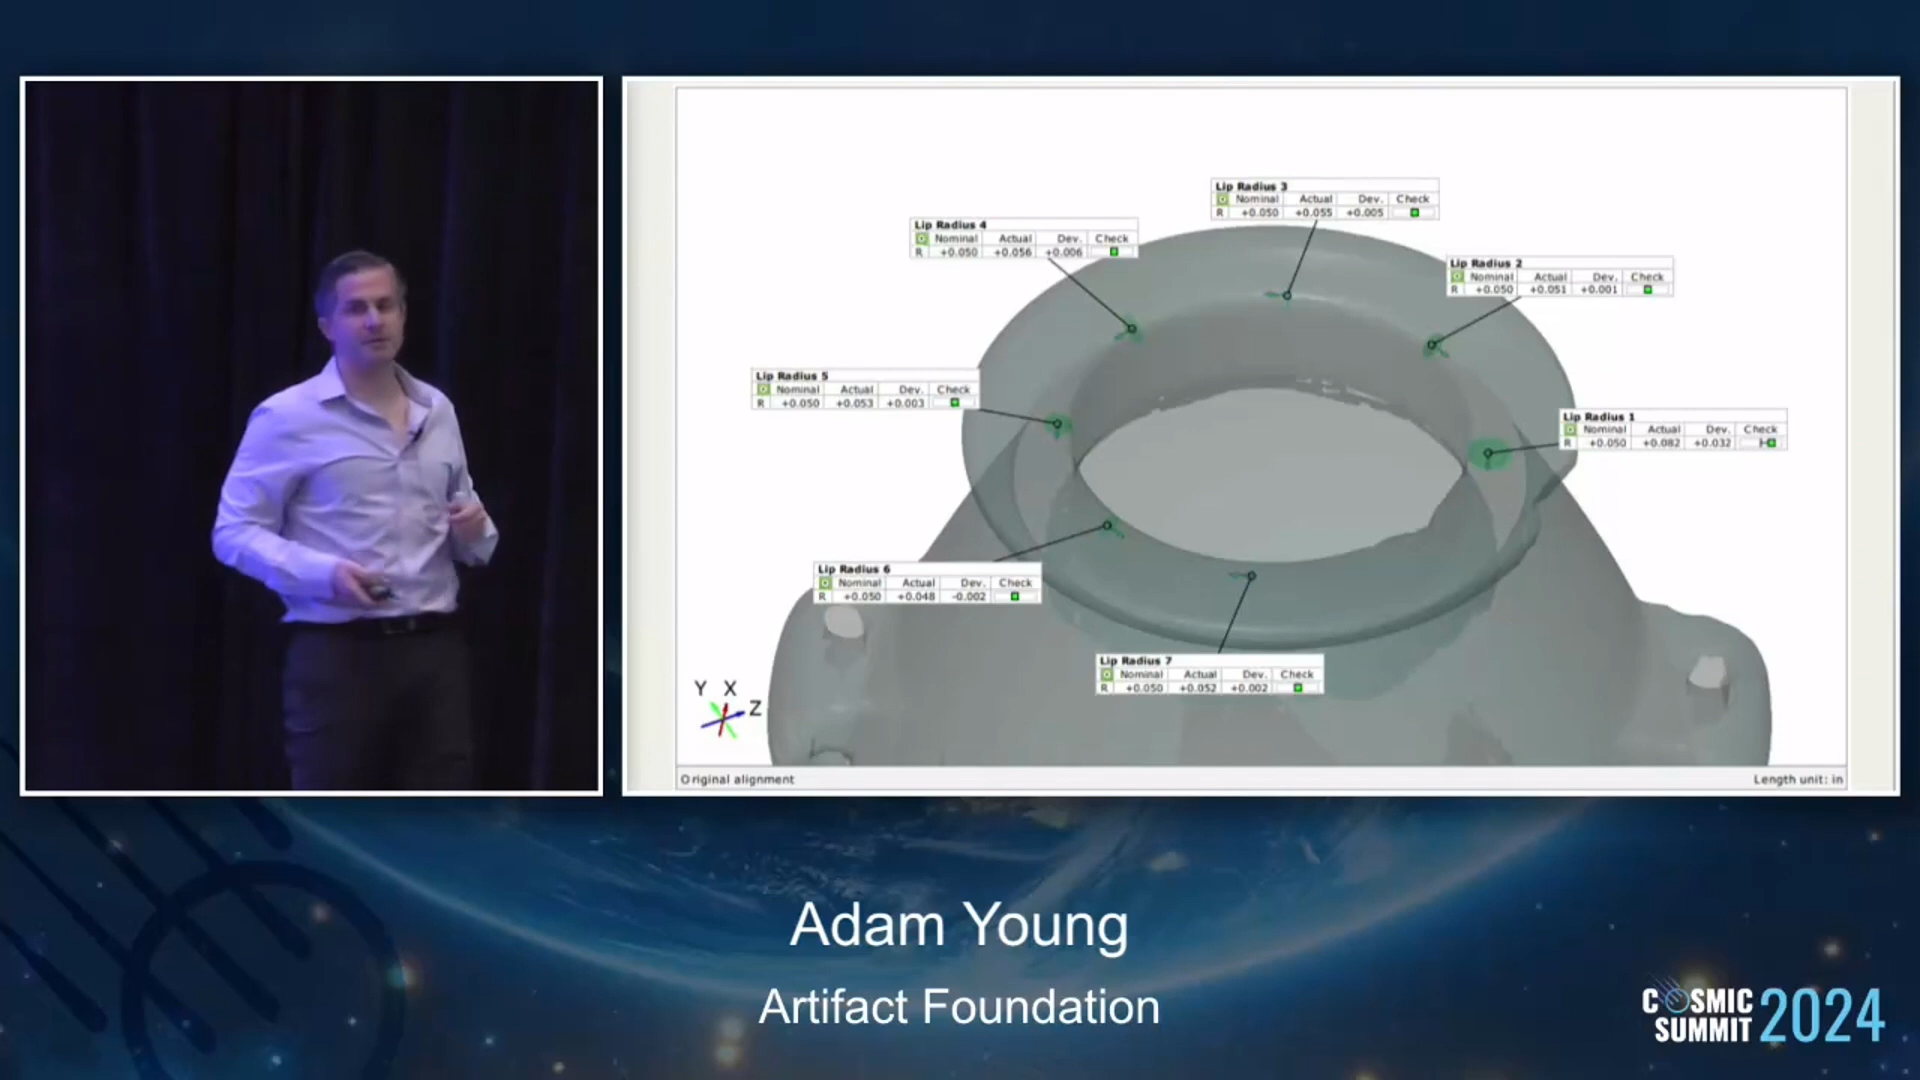 Lip Radius 3
Nominal Actual Dev. Check
R +0.050 +0.055 +0.005
Lip Radius 4
Nominal Actual Dev. Check
R +0.050 +0.056 +0.006
Lip Radius 2
Nominal Actual Dev. Check
R +0.050 +0.051 +0.001
Lip Radius 5
Nominal Actual Dev. Check
R +0.050 +0.053 +0.003
Lip Radius 1
Nominal Actual Dev. Check
R +0.050 +0.082 +0.032
Lip Radius 6
Nominal Actual Dev. Check
R +0.050 +0.048 -0.002
Lip Radius 7
Nominal Actual Dev. Check
R +0.050 +0.052 +0.002
Y X
Z
Original alignment
Length unit: in
Adam Young
Artifact Foundation
COSMIC
SUMMIT 2024